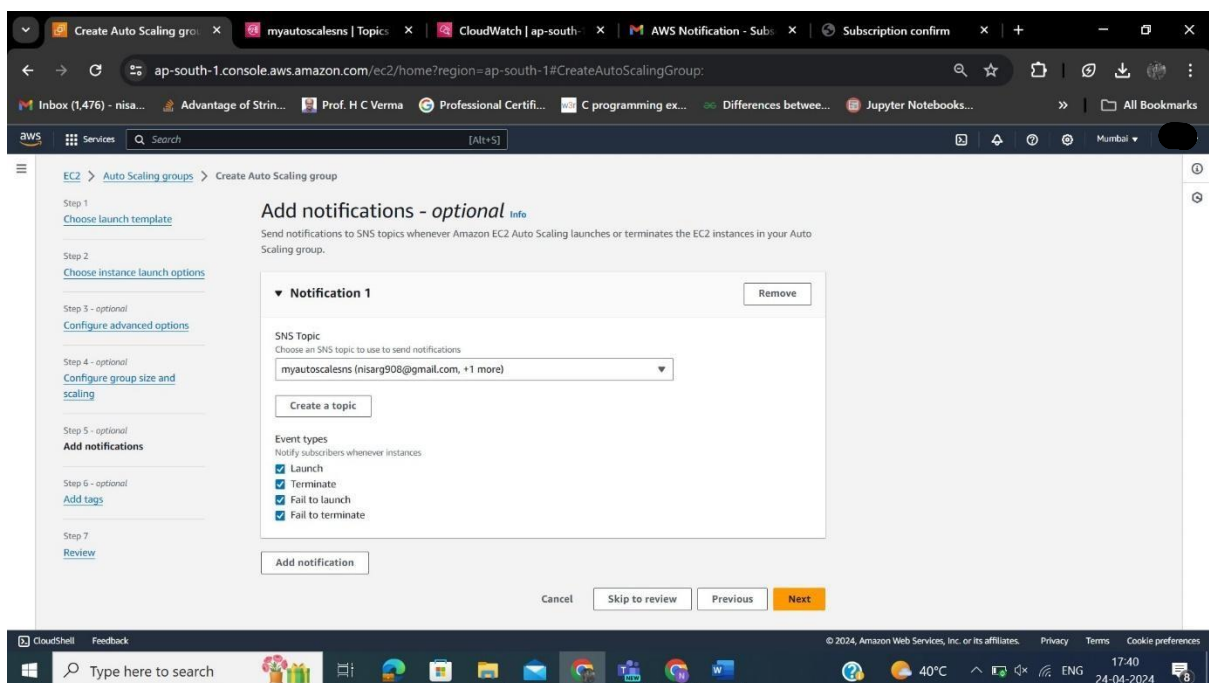 Create Auto Scaling grou
myautoscalesns | Topics
CloudWatch | ap-south-
AWS Notification - Subs
Subscription confirm
ap-south-1.console.aws.amazon.com/ec2/home?region=ap-south-1#CreateAutoScalingGroup:
Inbox (1,476) - nisa...
Advantage of Strin...
Prof. H C Verma
Professional Certifi...
C programming ex...
Differences betwee...
Jupyter Notebooks...
»
All Bookmarks
aws
Services
Search
[Alt+S]
Mumbai
EC2 > Auto Scaling groups > Create Auto Scaling group
Step 1
Choose launch template
Step 2
Choose instance launch options
Step 3 - optional
Configure advanced options
Step 4 - optional
Configure group size and
scaling
Step 5 - optional
Add notifications
Step 6 - optional
Add tags
Step 7
Review
Add notifications - optional Info
Send notifications to SNS topics whenever Amazon EC2 Auto Scaling launches or terminates the EC2 instances in your Auto
Scaling group.
Notification 1
Remove
SNS Topic
Choose an SNS topic to use to send notifications
myautoscalesns (nisarg908@gmail.com, +1 more)
Create a topic
Event types
Notify subscribers whenever instances
Launch
Terminate
Fail to launch
Fail to terminate
Add notification
Cancel
Skip to review
Previous
Next
CloudShell
Feedback
© 2024, Amazon Web Services, Inc. or its affiliates.
Privacy
Terms
Cookie preferences
Type here to search
40°C
ENG
17:40
24-04-2024
8